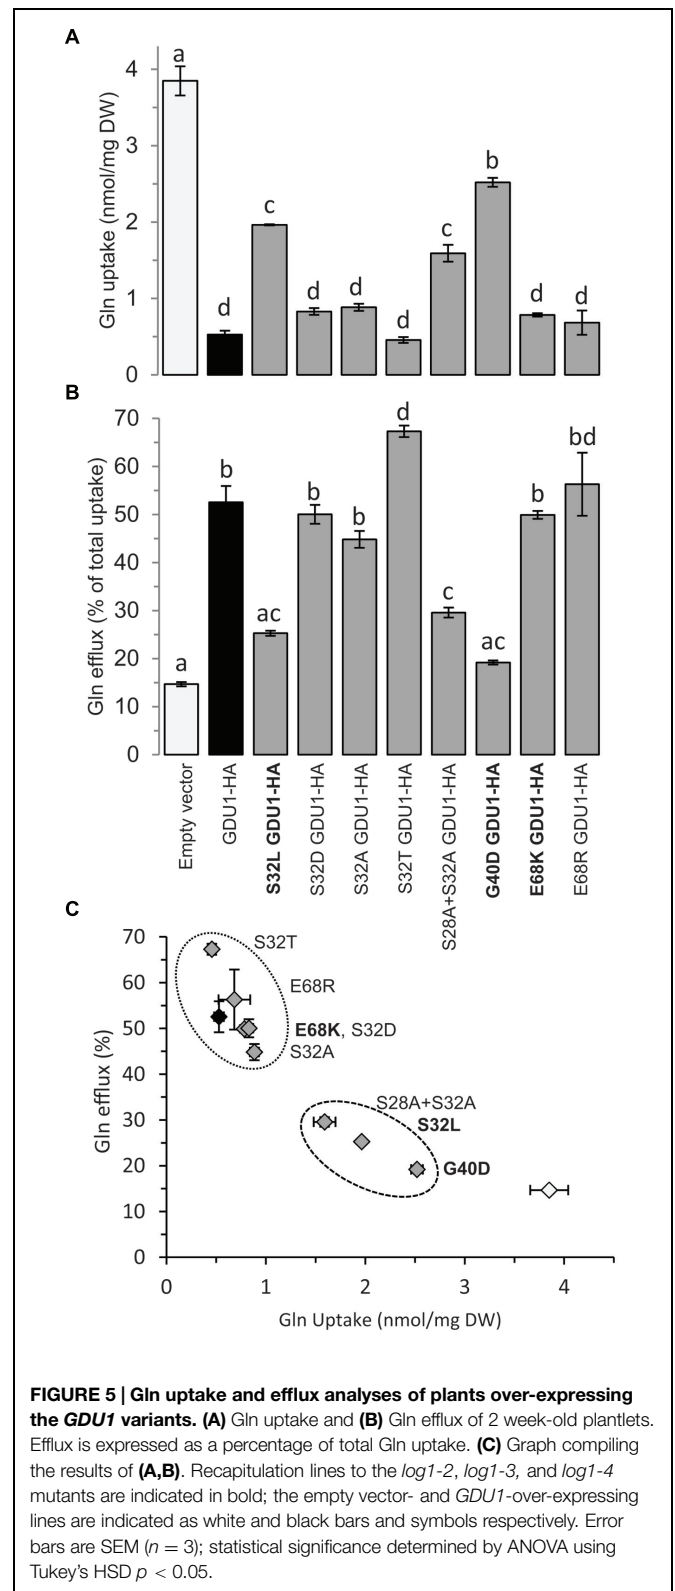 A
Gln uptake (nmol/mg DW)
4
3
2
1
0
a
d
c
d
d
d
c
b
d
d
B
Gln efflux (% of total uptake)
70
60
50
40
30
20
10
0
a
b
ac
b
b
d
c
ac
b
bd
Empty vector
GDU1-HA
S32L GDU1-HA
S32D GDU1-HA
S32A GDU1-HA
S32T GDU1-HA
S28A+S32A GDU1-HA
G40D GDU1-HA
E68K GDU1-HA
E68R GDU1-HA
C
Gln efflux (%)
70
60
50
40
30
20
10
0
S32T
E68R
E68K, S32D
S32A
S28A+S32A
S32L
G40D
0 1 2 3 4
Gln Uptake (nmol/mg DW)
FIGURE 5 | Gln uptake and efflux analyses of plants over-expressing
the GDU1 variants. (A) Gln uptake and (B) Gln efflux of 2 week-old plantlets.
Efflux is expressed as a percentage of total Gln uptake. (C) Graph compiling
the results of (A,B). Recapitulation lines to the log1-2, log1-3, and log1-4
mutants are indicated in bold; the empty vector- and GDU1-over-expressing
lines are indicated as white and black bars and symbols respectively. Error
bars are SEM (n = 3); statistical significance determined by ANOVA using
Tukey's HSD p < 0.05.